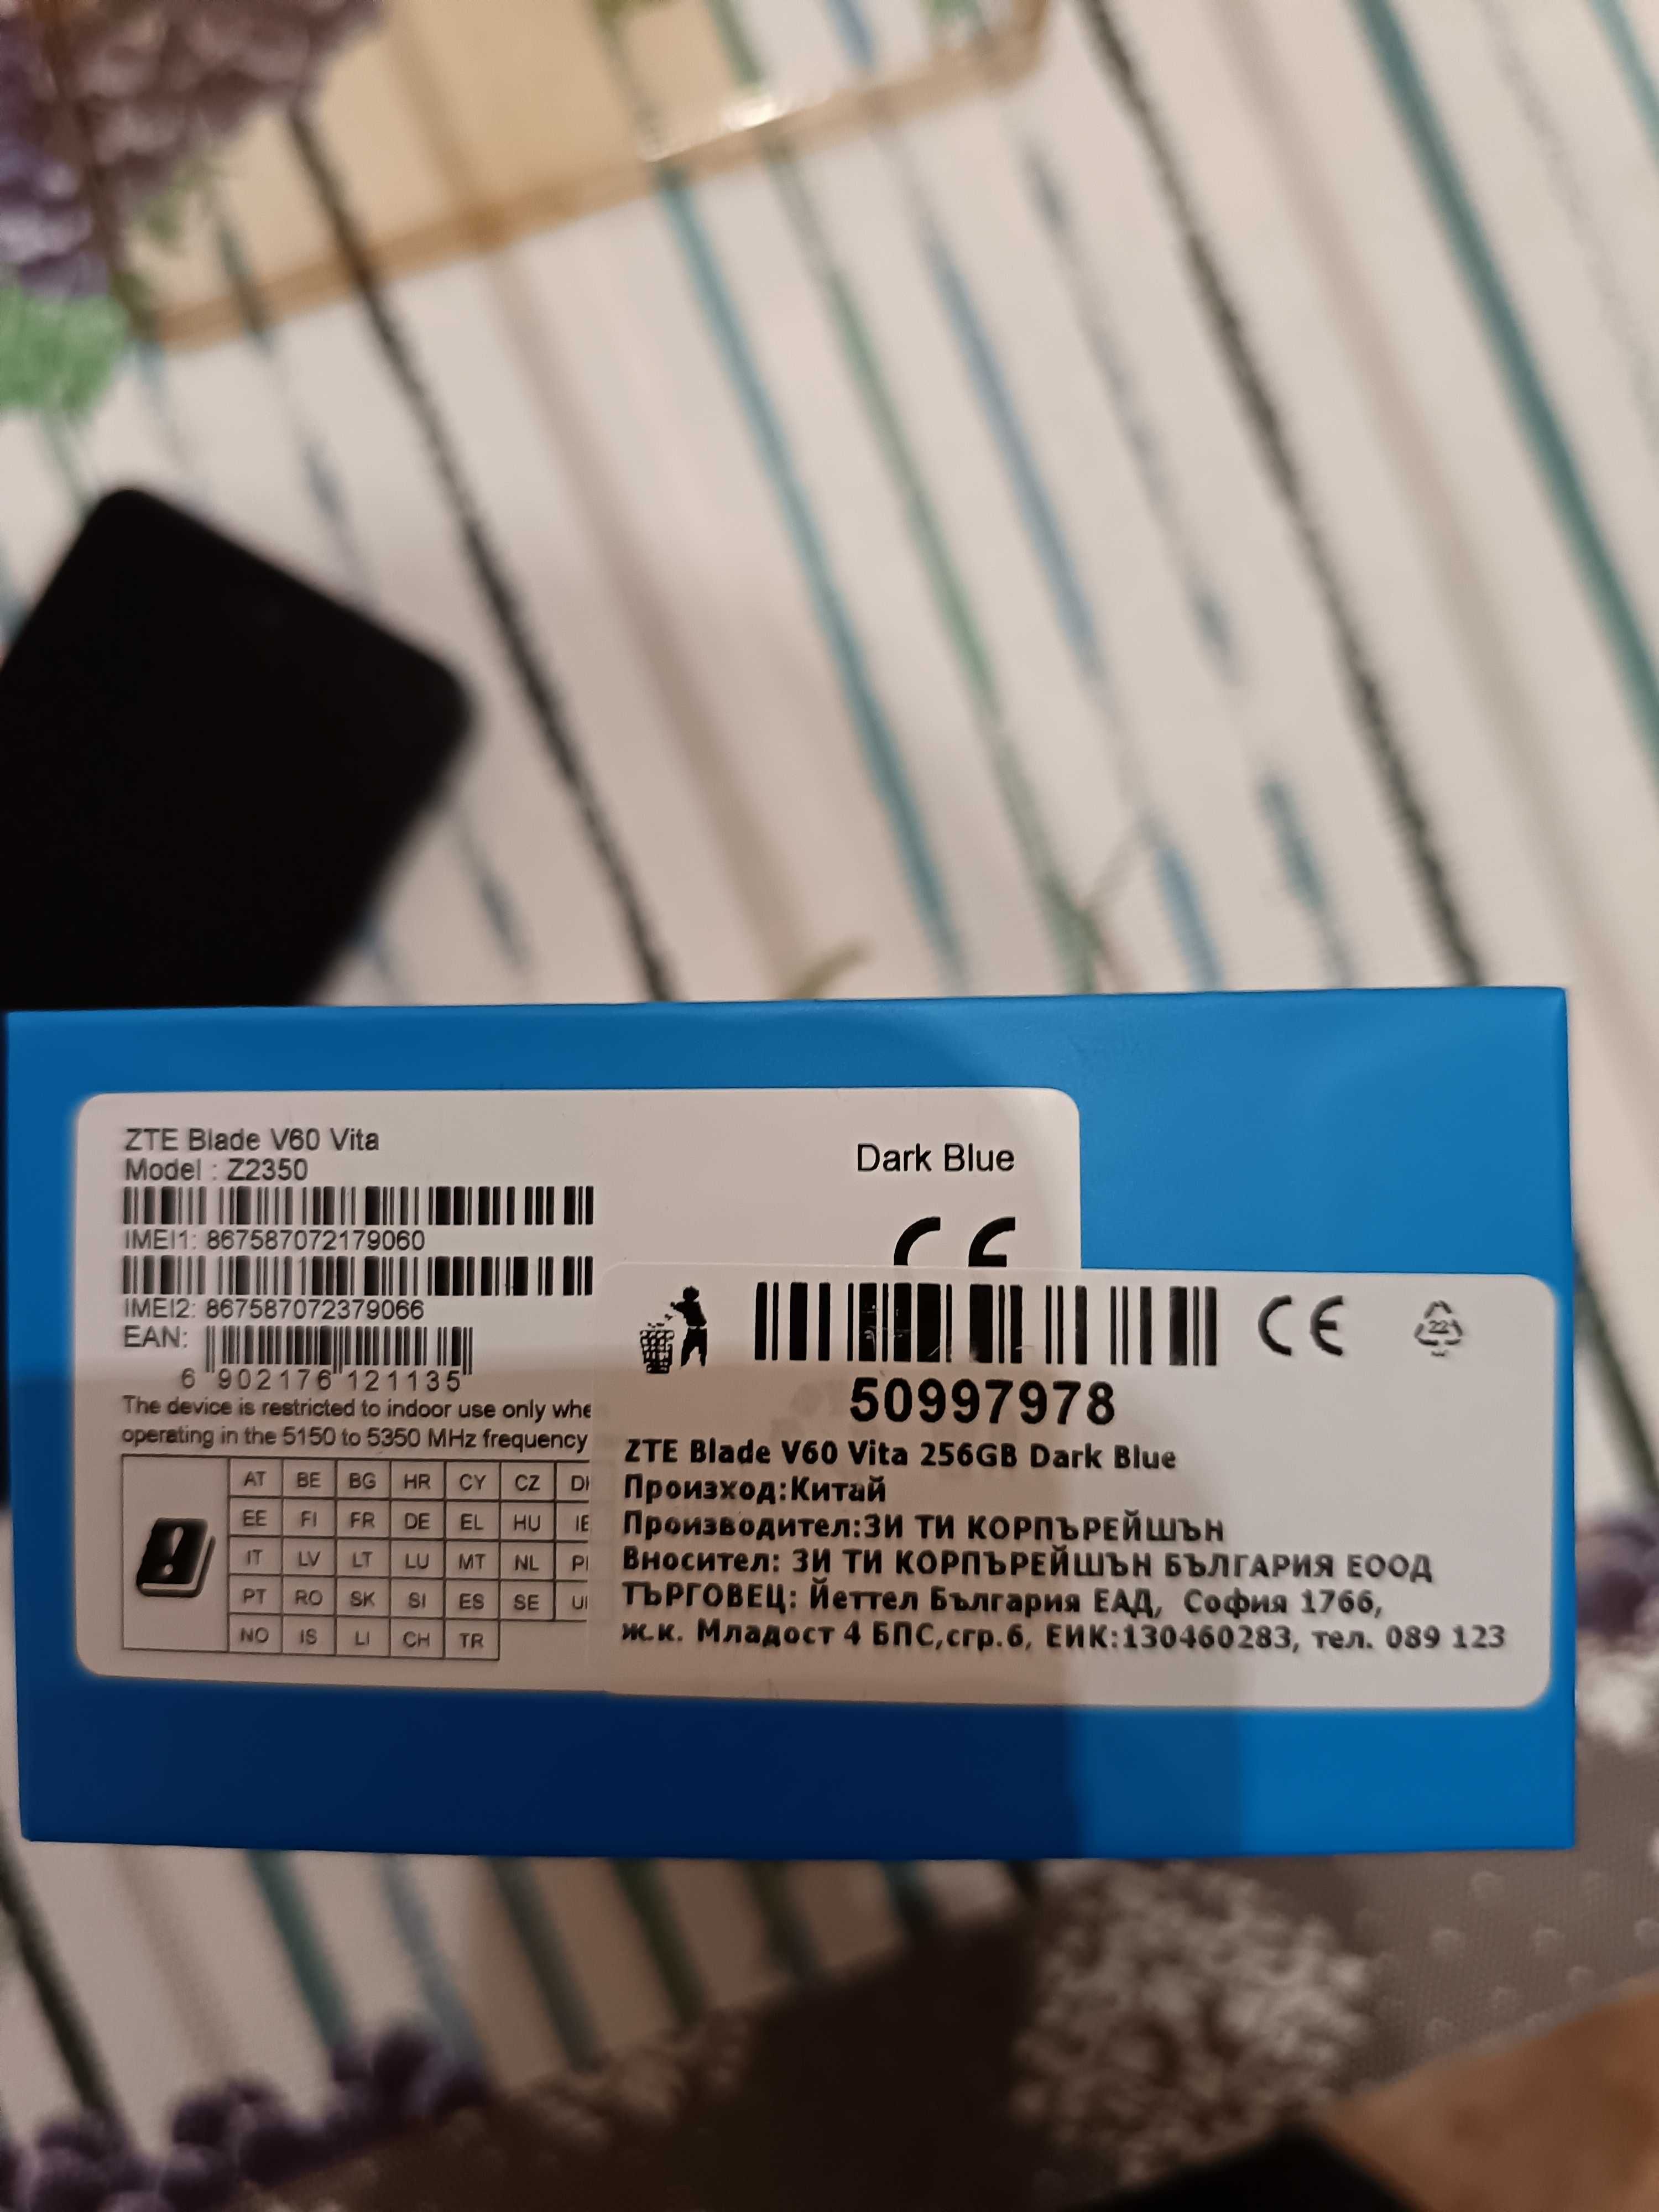 ZTE Blade V60 Vita
Model : Z2350
Dark Blue
IMEI1: 867587072179060
IMEI2: 867587072379066
EAN:
6 902176 121135
The device is restricted to indoor use only whe
operating in the 5150 to 5350 MHz frequency
AT BE BG HR CY CZ
EE FI FR DE EL HU IE
IT LV LT LU MT NL
PT RO SK SI ES SE
NO IS LI CH TR
CE
22
50997978
ZTE Blade V60 Vita 256GB Dark Blue
Произход:Китай
Производител:ЗИ ТИ КОРПЪРЕЙШЪН
Вносител: ЗИ ТИ КОРПЪРЕЙШЪН БЪЛГАРИЯ ЕООД
ТЪРГОВЕЦ: Йеттел България ЕАД, София 1766,
ж.к. Младост 4 БПС,сгр.6, ЕИК:130460283, тел. 089 123